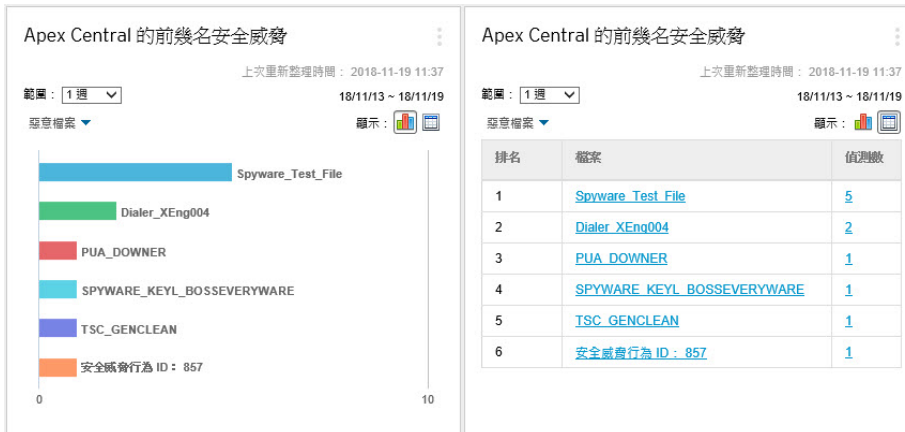 Apex Central 的前幾名安全威脅
上次重新整理時間： 2018-11-19 11:37
範圍： 1 週
18/11/13 ~ 18/11/19
惡意檔案
顯示：
Spyware_Test_File
Dialer_XEng004
PUA_DOWNER
SPYWARE_KEYL_BOSSEVERYWARE
TSC_GENCLEAN
安全威脅行為 ID： 857
0 10
Apex Central 的前幾名安全威脅
上次重新整理時間： 2018-11-19 11:37
範圍： 1 週
18/11/13 ~ 18/11/19
惡意檔案
顯示：
排名 檔案 偵測數
1 Spyware_Test_File 5
2 Dialer_XEng004 2
3 PUA_DOWNER 1
4 SPYWARE_KEYL_BOSSEVERYWARE 1
5 TSC_GENCLEAN 1
6 安全威脅行為 ID： 857 1